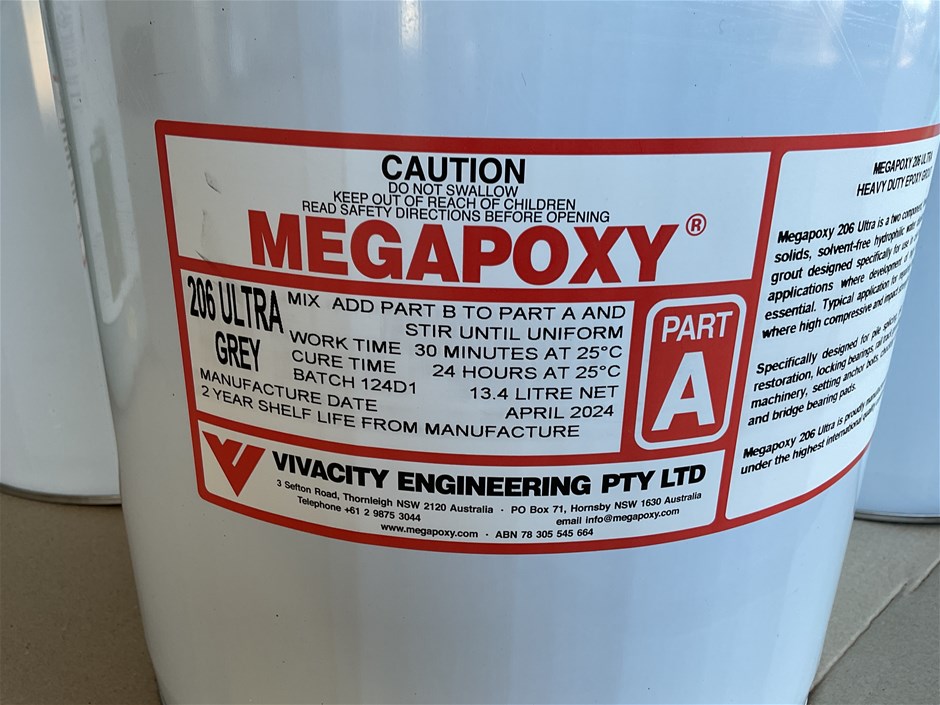 CAUTION
DO NOT SWALLOW
KEEP OUT OF REACH OF CHILDREN
READ SAFETY DIRECTIONS BEFORE OPENING
MEGAPOXY®
206 ULTRA
GREY
MIX ADD PART B TO PART A AND
STIR UNTIL UNIFORM
WORK TIME 30 MINUTES AT 25°C
CURE TIME 24 HOURS AT 25°C
BATCH 124D1 13.4 LITRE NET
MANUFACTURE DATE APRIL 2024
2 YEAR SHELF LIFE FROM MANUFACTURE
PART
A
VIVACITY ENGINEERING PTY LTD
3 Sefton Road, Thornleigh NSW 2120 Australia · PO Box 71, Hornsby NSW 1630 Australia
Telephone +61 2 9875 3044 email info@megapoxy.com
www.megapoxy.com · ABN 78 305 545 664
MEGAPOXY 206 ULTRA
HEAVY DUTY EPOXY
Megapoxy 206 Ultra is a two component
solids, solvent-free hydrophilic
grout designed specifically for use
applications where development of
essential. Typical application
where high compressive and
Specifically designed for pile
restoration, locking bearings,
machinery, setting anchor bolts,
and bridge bearing pads.
Megapoxy 206 Ultra is proudly
under the highest international